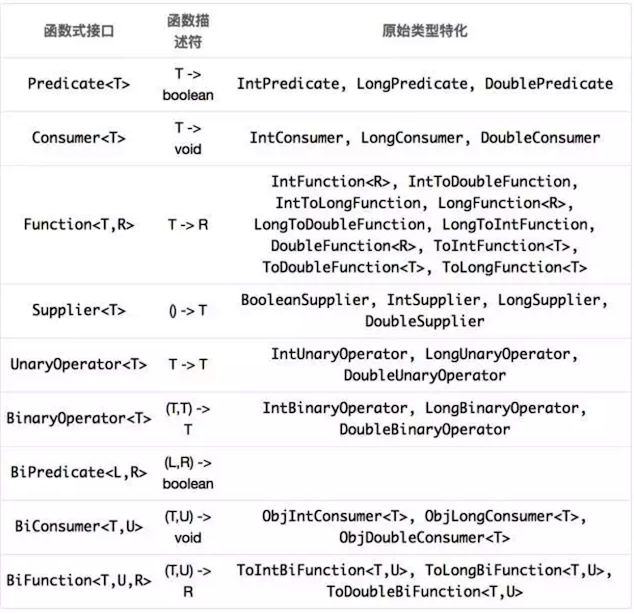 函数式接口
函数描
述符
原始类型特化
Predicate<T>
T ->
boolean
IntPredicate, LongPredicate, DoublePredicate
Consumer<T>
T ->
void
IntConsumer, LongConsumer, DoubleConsumer
Function<T,R>
T -> R
IntFunction<R>, IntToDoubleFunction,
IntToLongFunction, LongFunction<R>,
LongToDoubleFunction, LongToIntFunction,
DoubleFunction<R>, ToIntFunction<T>,
ToDoubleFunction<T>, ToLongFunction<T>
Supplier<T>
() -> T
BooleanSupplier, IntSupplier, LongSupplier,
DoubleSupplier
UnaryOperator<T>
T -> T
IntUnaryOperator, LongUnaryOperator,
DoubleUnaryOperator
BinaryOperator<T>
(T,T) ->
T
IntBinaryOperator, LongBinaryOperator,
DoubleBinaryOperator
BiPredicate<L,R>
(L,R) ->
boolean
BiConsumer<T,U>
(T,U) ->
void
ObjIntConsumer<T>, ObjLongConsumer<T>,
ObjDoubleConsumer<T>
BiFunction<T,U,R>
(T,U) ->
R
ToIntBiFunction<T,U>, ToLongBiFunction<T,U>,
ToDoubleBiFunction<T,U>